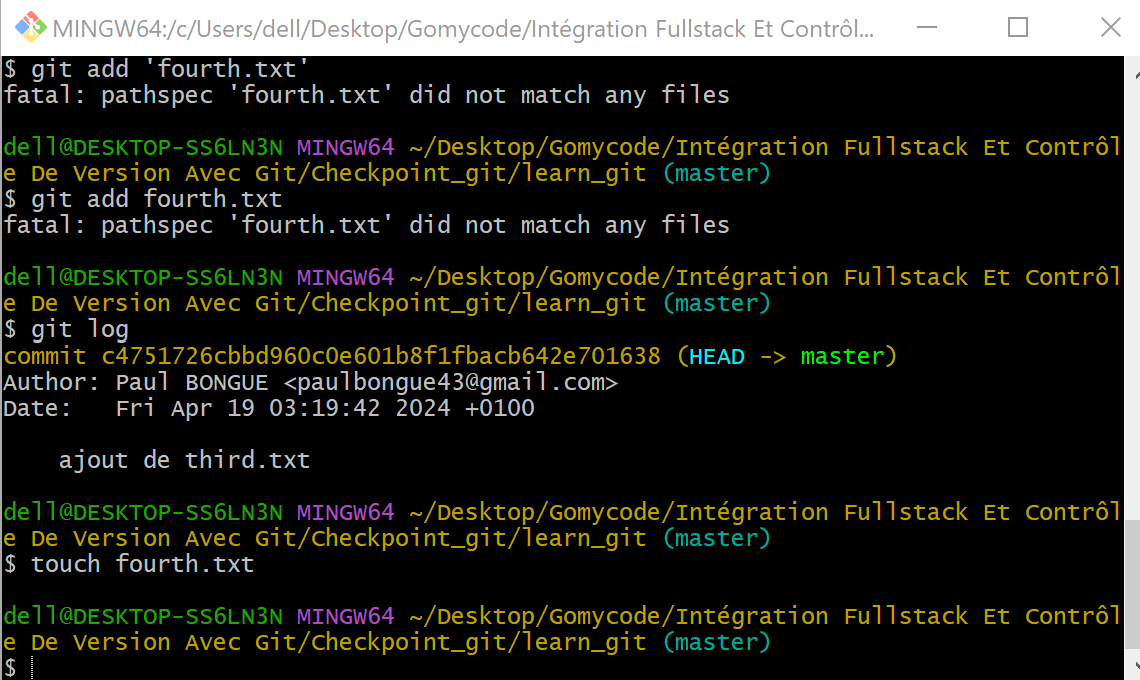 MINGW64:/c/Users/dell/Desktop/Gomycode/Intégration Fullstack Et Contrôl...
$ git add 'fourth.txt'
fatal: pathspec 'fourth.txt' did not match any files
dell@DESKTOP-SS6LN3N MINGW64 ~/Desktop/Gomycode/Intégration Fullstack Et Contrôl
e De Version Avec Git/Checkpoint_git/learn_git (master)
$ git add fourth.txt
fatal: pathspec 'fourth.txt' did not match any files
dell@DESKTOP-SS6LN3N MINGW64 ~/Desktop/Gomycode/Intégration Fullstack Et Contrôl
e De Version Avec Git/Checkpoint_git/learn_git (master)
$ git log
commit c4751726cbbd960c0e601b8f1fbacb642e701638 (HEAD -> master)
Author: Paul BONGUE <paulbongue43@gmail.com>
Date:   Fri Apr 19 03:19:42 2024 +0100
    ajout de third.txt
dell@DESKTOP-SS6LN3N MINGW64 ~/Desktop/Gomycode/Intégration Fullstack Et Contrôl
e De Version Avec Git/Checkpoint_git/learn_git (master)
$ touch fourth.txt
dell@DESKTOP-SS6LN3N MINGW64 ~/Desktop/Gomycode/Intégration Fullstack Et Contrôl
e De Version Avec Git/Checkpoint_git/learn_git (master)
$